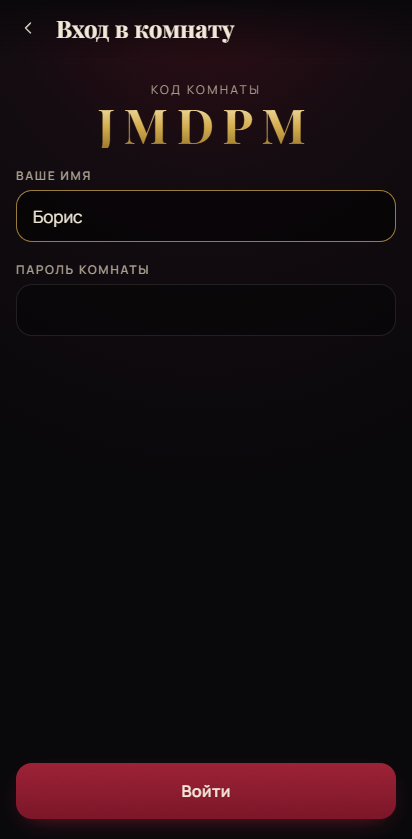 Вход в комнату
КОД КОМНАТЫ
JMDPM
ВАШЕ ИМЯ
Борис
ПАРОЛЬ КОМНАТЫ
Войти